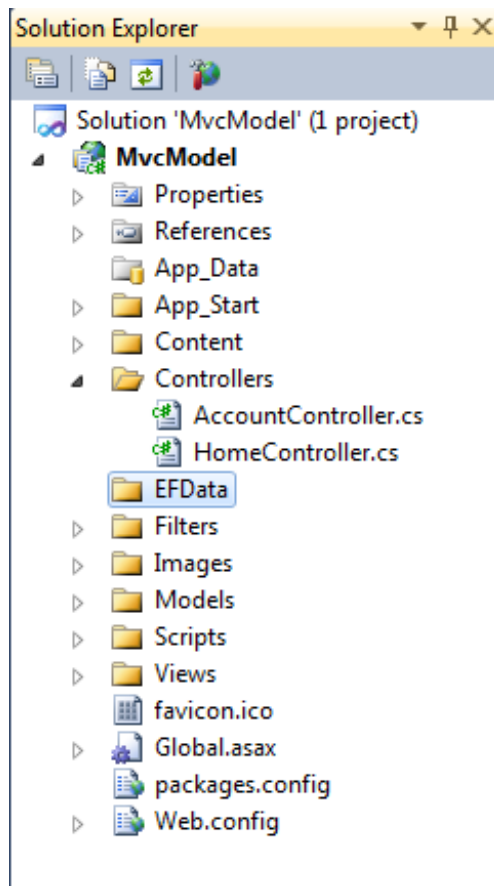 Solution Explorer
Solution 'MvcModel' (1 project)
MvcModel
Properties
References
App_Data
App_Start
Content
Controllers
AccountController.cs
HomeController.cs
EFData
Filters
Images
Models
Scripts
Views
favicon.ico
Global.asax
packages.config
Web.config